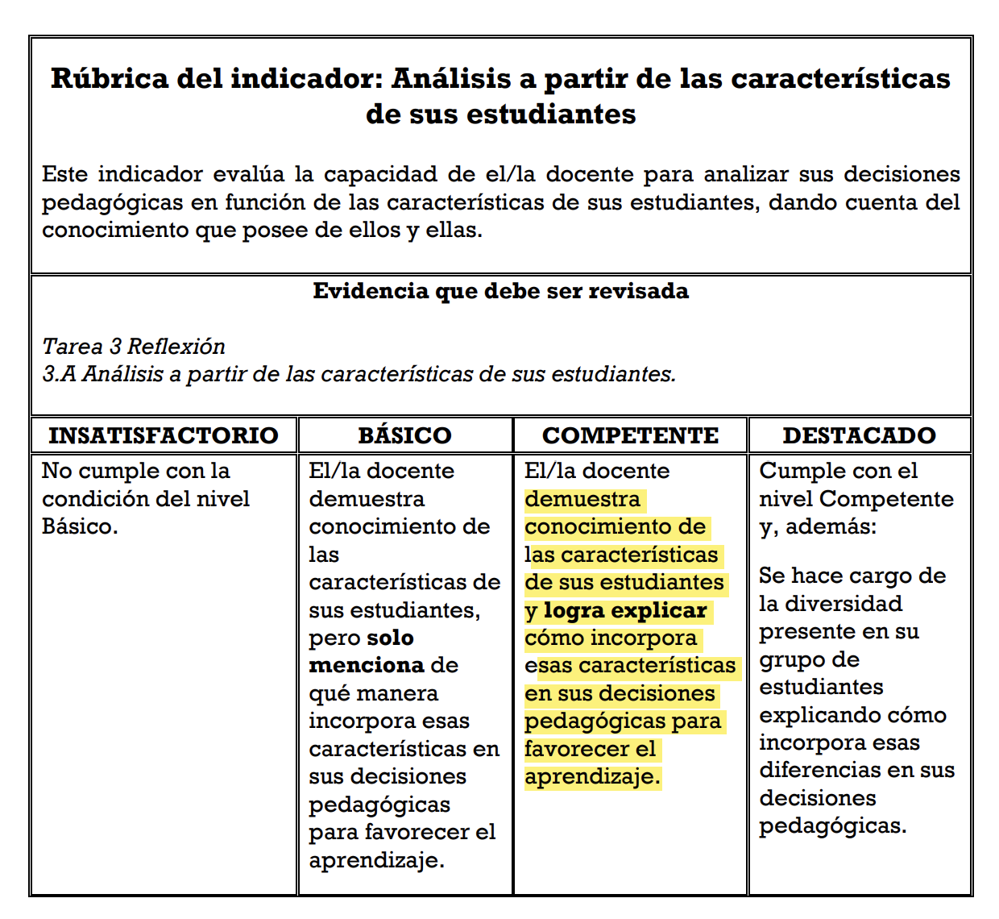 Rúbrica del indicador: Análisis a partir de las características
de sus estudiantes
Este indicador evalúa la capacidad de el/la docente para analizar sus decisiones
pedagógicas en función de las características de sus estudiantes, dando cuenta del
conocimiento que posee de ellos y ellas.
Evidencia que debe ser revisada
Tarea 3 Reflexión
3.A Análisis a partir de las características de sus estudiantes.
INSATISFACTORIO
No cumple con la
condición del nivel
Básico.
BÁSICO
El/la docente
demuestra
conocimiento de
las
características de
sus estudiantes,
pero solo
menciona de
qué manera
incorpora esas
características en
sus decisiones
pedagógicas
para favorecer el
aprendizaje.
COMPETENTE
El/la docente
demuestra
conocimiento de
las características
de sus estudiantes
y logra explicar
cómo incorpora
esas características
en sus decisiones
pedagógicas para
favorecer el
aprendizaje.
DESTACADO
Cumple con el
nivel Competente
y, además:
Se hace cargo de
la diversidad
presente en su
grupo de
estudiantes
explicando cómo
incorpora esas
diferencias en sus
decisiones
pedagógicas.